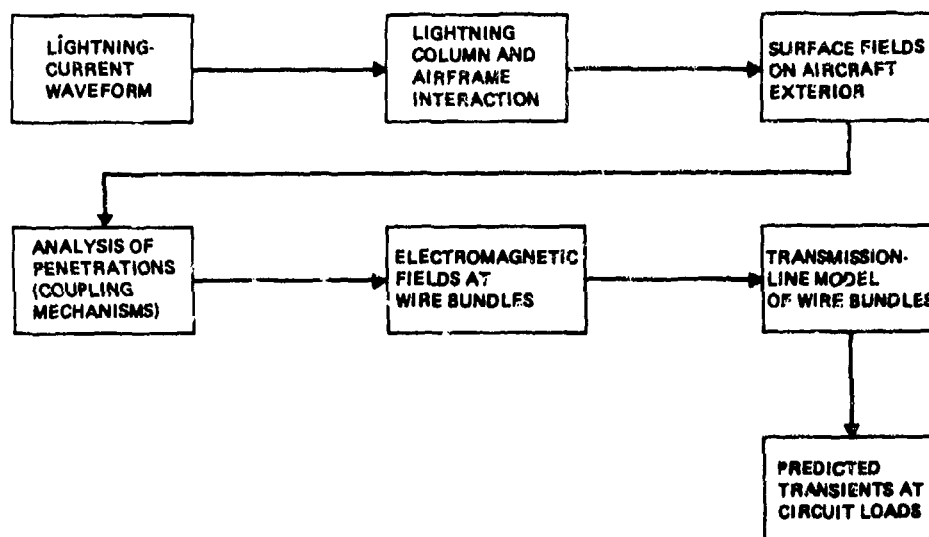 LIGHTNING-
CURRENT
WAVEFORM
LIGHTNING
COLUMN AND
AIRFRAME
INTERACTION
SURFACE FIELDS
ON AIRCRAFT
EXTERIOR
ANALYSIS OF
PENETRATIONS
(COUPLING
MECHANISMS)
ELECTROMAGNETIC
FIELDS AT
WIRE BUNDLES
TRANSMISSION-
LINE MODEL
OF WIRE BUNDLES
PREDICTED
TRANSIENTS AT
CIRCUIT LOADS